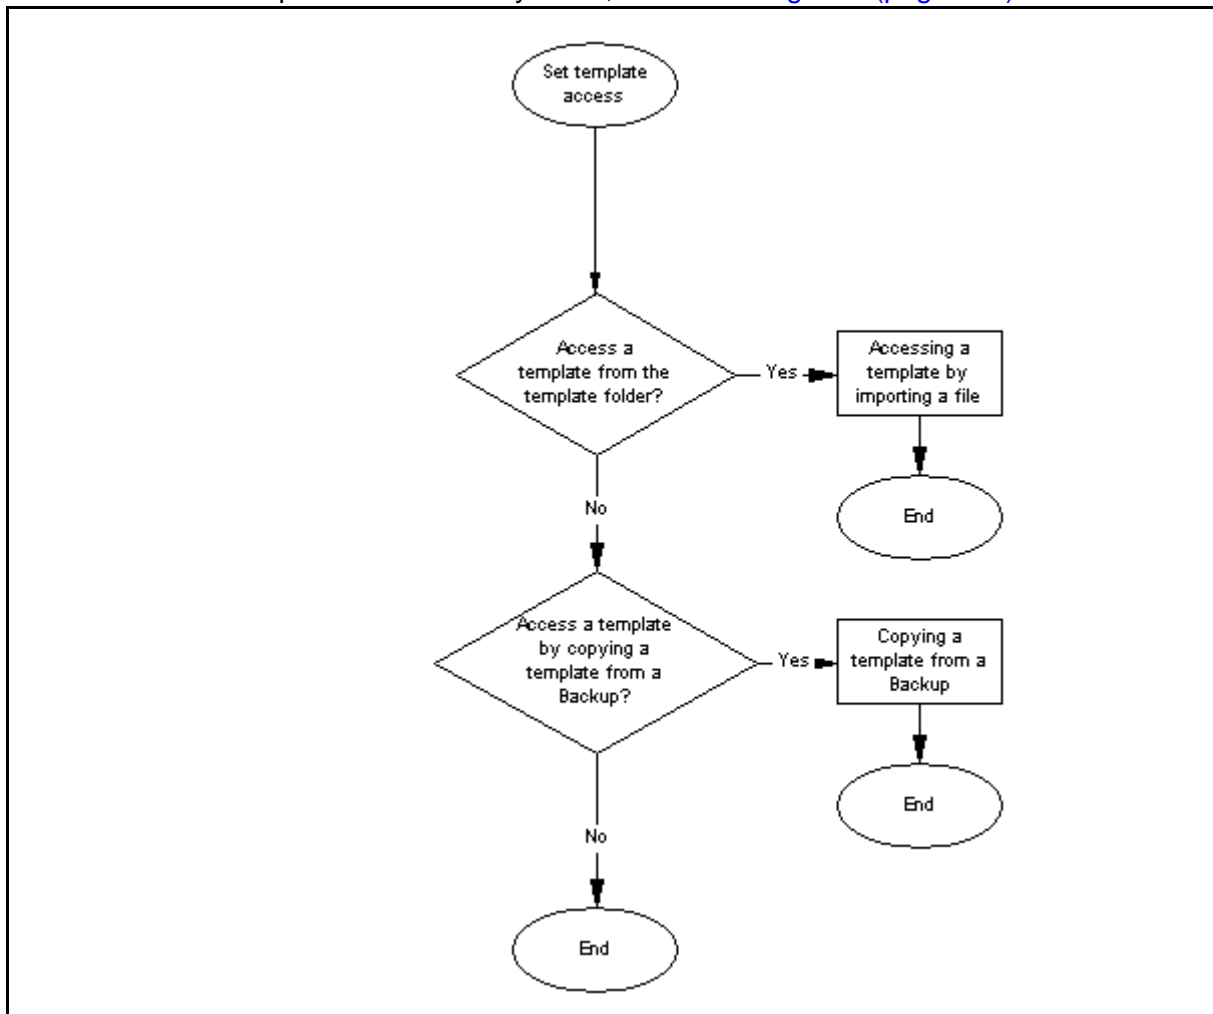 Set template
access
Access a
template from the
template folder?
Yes
Accessing a
template by
importing a file
End
No
Access a template
by copying a
template from a
Backup?
Yes
Copying a
template from a
Backup
End
No
End